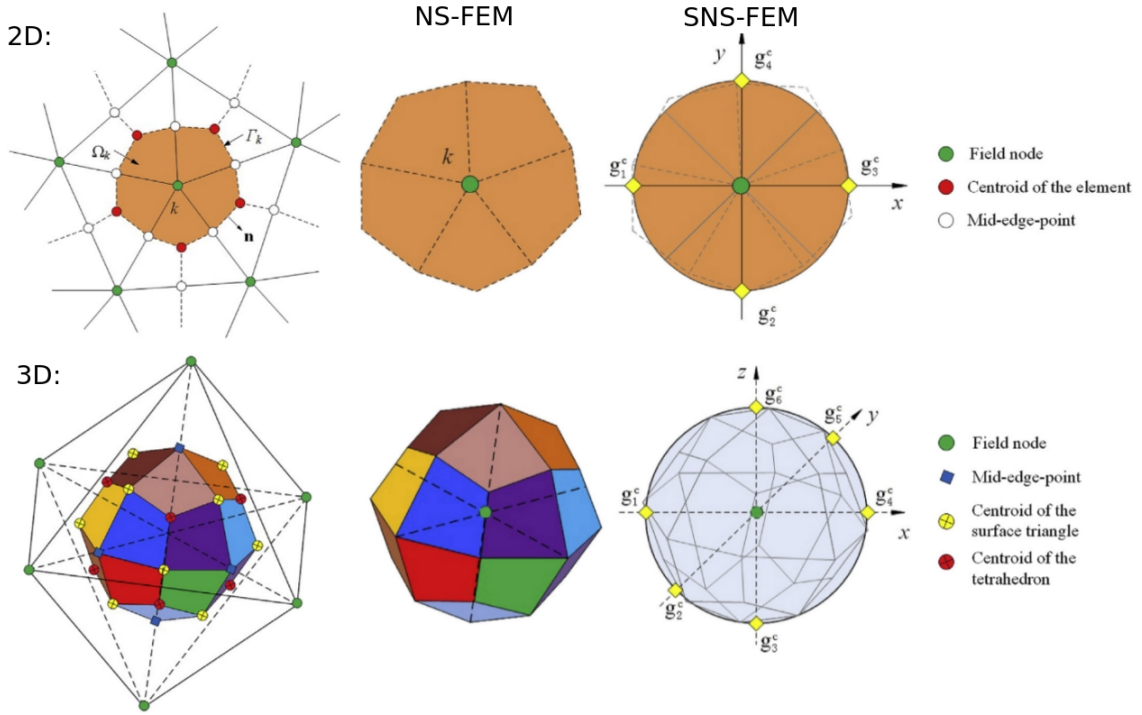 NS-FEM
SNS-FEM
2D:
Ωk
Γk
k
n
k
y
g4c
g1c
g3c
x
g2c
Field node
Centroid of the element
Mid-edge-point
3D:
z
g6c
g5c
y
g1c
g4c
x
g2c
g3c
Field node
Mid-edge-point
Centroid of the
surface triangle
Centroid of the
tetrahedron